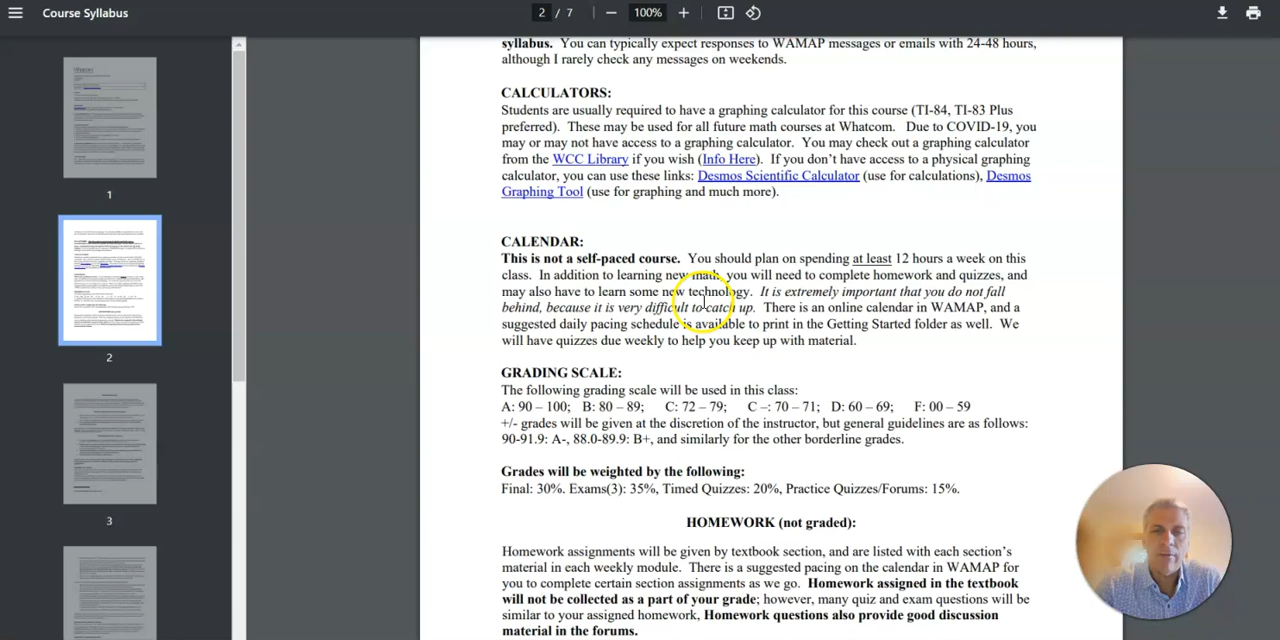 Course Syllabus
2 / 7
100%
1
2
3
syllabus. You can typically expect responses to WAMAP messages or emails with 24-48 hours,
although I rarely check any messages on weekends.
CALCULATORS:
Students are usually required to have a graphing calculator for this course (TI-84, TI-83 Plus
preferred). These may be used for all future math courses at Whatcom. Due to COVID-19, you
may or may not have access to a graphing calculator. You may check out a graphing calculator
from the WCC Library if you wish (Info Here). If you don't have access to a physical graphing
calculator, you can use these links: Desmos Scientific Calculator (use for calculations), Desmos
Graphing Tool (use for graphing and much more).
CALENDAR:
This is not a self-paced course. You should plan on spending at least 12 hours a week on this
class. In addition to learning new math, you will need to complete homework and quizzes, and
may also have to learn some new technology. It is extremely important that you do not fall
behind, because it is very difficult to catch up. There is an online calendar in WAMAP, and a
suggested daily pacing schedule is available to print in the Getting Started folder as well. We
will have quizzes due weekly to help you keep up with material.
GRADING SCALE:
The following grading scale will be used in this class:
A: 90 – 100; B: 80 – 89; C: 72 – 79; C –: 70 – 71; D: 60 – 69; F: 00 – 59
+/- grades will be given at the discretion of the instructor, but general guidelines are as follows:
90-91.9: A-, 88.0-89.9: B+, and similarly for the other borderline grades.
Grades will be weighted by the following:
Final: 30%. Exams(3): 35%, Timed Quizzes: 20%, Practice Quizzes/Forums: 15%.
HOMEWORK (not graded):
Homework assignments will be given by textbook section, and are listed with each section's
material in each weekly module. There is a suggested pacing on the calendar in WAMAP for
you to complete certain section assignments as we go. Homework assigned in the textbook
will not be collected as a part of your grade; however, many quiz and exam questions will be
similar to your assigned homework, Homework questions also provide good discussion
material in the forums.